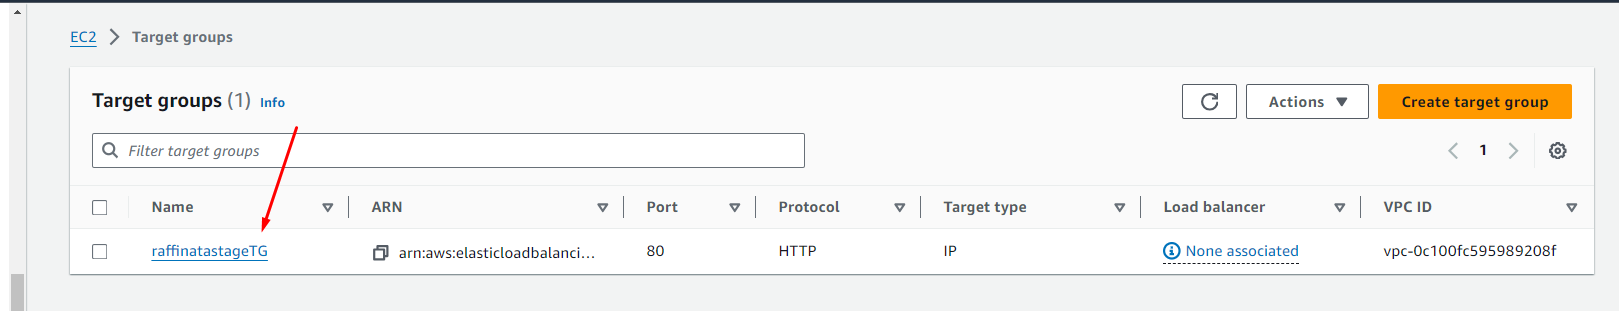 EC2 > Target groups
Target groups (1) Info
Actions
Create target group
Filter target groups
1
Name ARN Port Protocol Target type Load balancer VPC ID
raffinatastageTG arn:aws:elasticloadbalanci... 80 HTTP IP None associated vpc-0c100fc595989208f